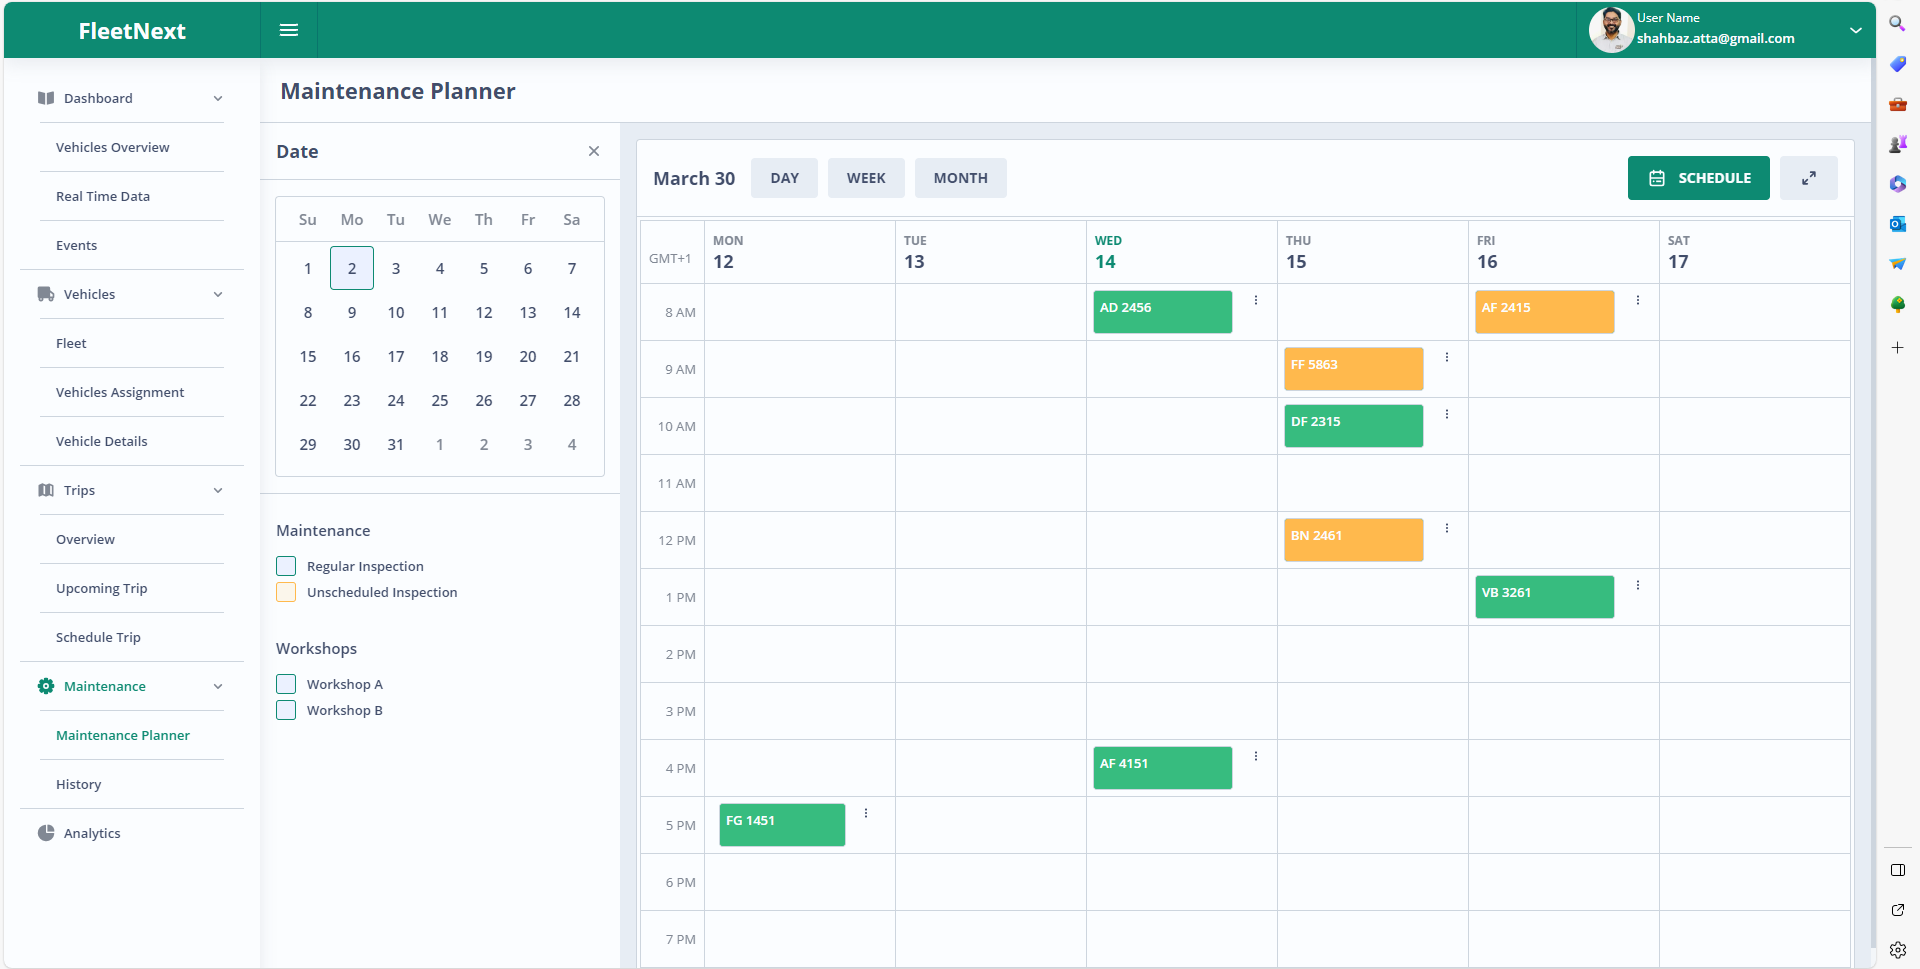 FleetNext
User Name
shahbaz.atta@gmail.com
Dashboard
Vehicles Overview
Real Time Data
Events
Vehicles
Fleet
Vehicles Assignment
Vehicle Details
Trips
Overview
Upcoming Trip
Schedule Trip
Maintenance
Maintenance Planner
History
Analytics
Maintenance Planner
Date
Su Mo Tu We Th Fr Sa
1 2 3 4 5 6 7
8 9 10 11 12 13 14
15 16 17 18 19 20 21
22 23 24 25 26 27 28
29 30 31 1 2 3 4
Maintenance
Regular Inspection
Unscheduled Inspection
Workshops
Workshop A
Workshop B
March 30 DAY WEEK MONTH SCHEDULE
MON TUE WED THU FRI SAT
GMT+1 12 13 14 15 16 17
8 AM AD 2456 AF 2415
9 AM FF 5863
10 AM DF 2315
11 AM
12 PM BN 2461
1 PM VB 3261
2 PM
3 PM
4 PM AF 4151
5 PM FG 1451
6 PM
7 PM